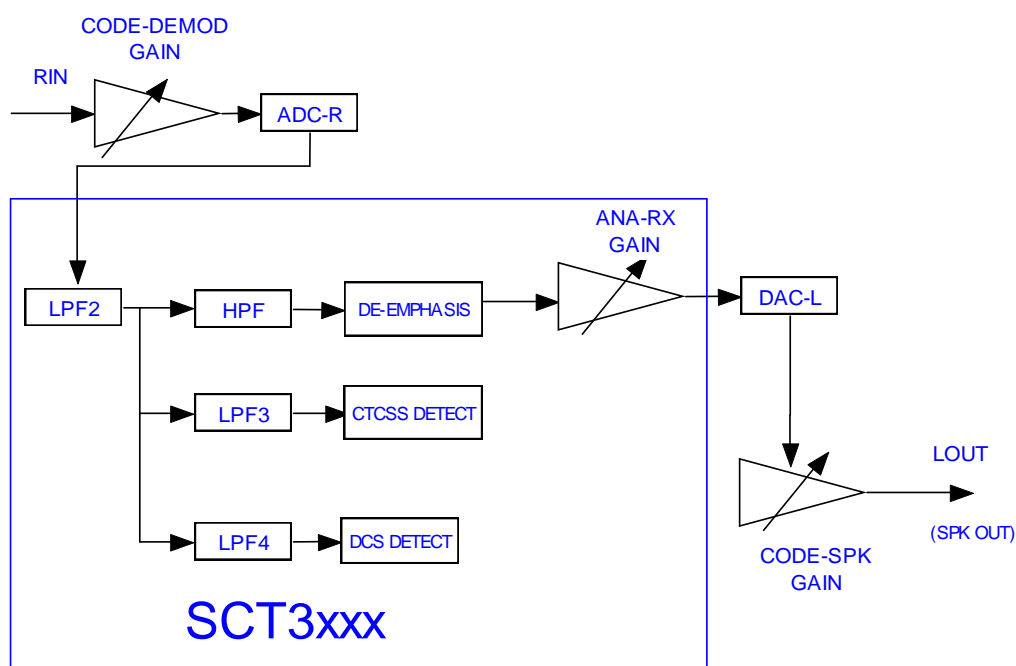 CODE-DEMOD
GAIN
RIN
ADC-R
ANA-RX
GAIN
LPF2
HPF
DE-EMPHASIS
DAC-L
LPF3
CTCSS DETECT
LOUT
LPF4
DCS DETECT
(SPK OUT)
CODE-SPK
GAIN
SCT3xxx